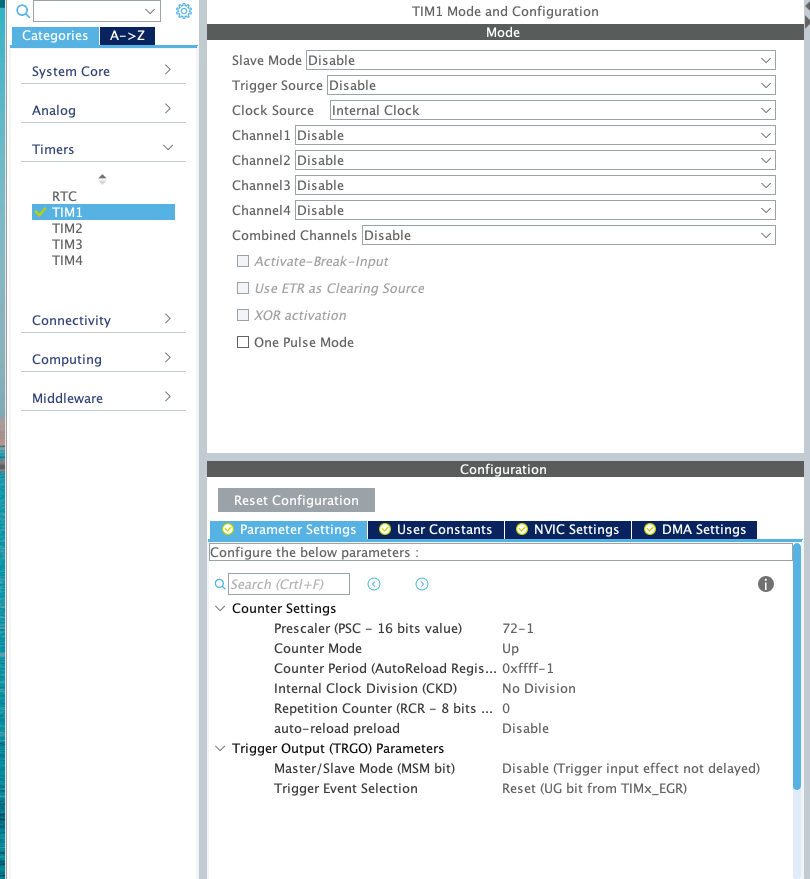 TIM1 Mode and Configuration
Categories A->Z
System Core
Analog
Timers
RTC
TIM1
TIM2
TIM3
TIM4
Connectivity
Computing
Middleware
Mode
Slave Mode Disable
Trigger Source Disable
Clock Source Internal Clock
Channel1 Disable
Channel2 Disable
Channel3 Disable
Channel4 Disable
Combined Channels Disable
Activate-Break-Input
Use ETR as Clearing Source
XOR activation
One Pulse Mode
Configuration
Reset Configuration
Parameter Settings User Constants NVIC Settings DMA Settings
Configure the below parameters :
Search (Crtl+F)
Counter Settings
Prescaler (PSC - 16 bits value) 72-1
Counter Mode Up
Counter Period (AutoReload Regis... 0xffff-1
Internal Clock Division (CKD) No Division
Repetition Counter (RCR - 8 bits ... 0
auto-reload preload Disable
Trigger Output (TRGO) Parameters
Master/Slave Mode (MSM bit) Disable (Trigger input effect not delayed)
Trigger Event Selection Reset (UG bit from TIMx_EGR)